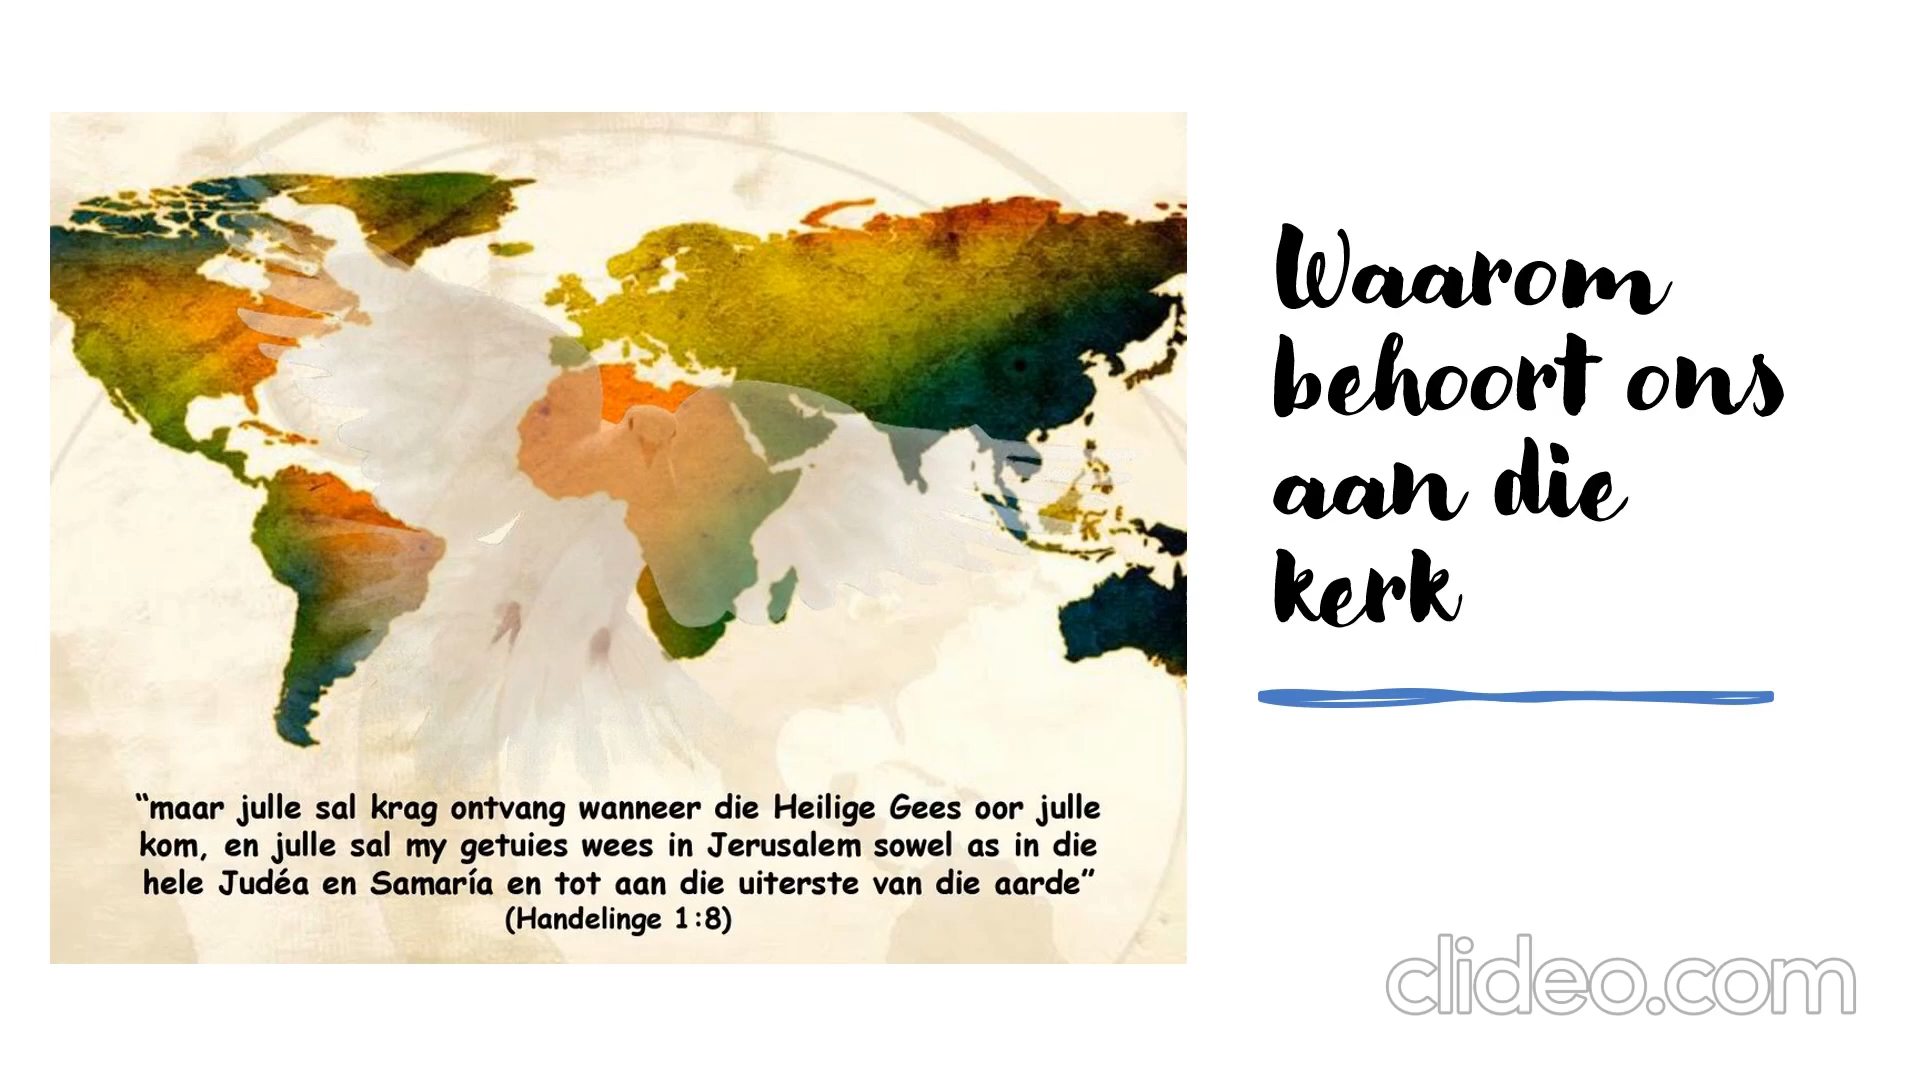 Waarom
behoort ons
aan die
kerk
“maar julle sal krag ontvang wanneer die Heilige Gees oor julle
kom, en julle sal my getuies wees in Jerusalem sowel as in die
hele Judéa en Samaría en tot aan die uiterste van die aarde”
(Handelinge 1:8)
clideo.com